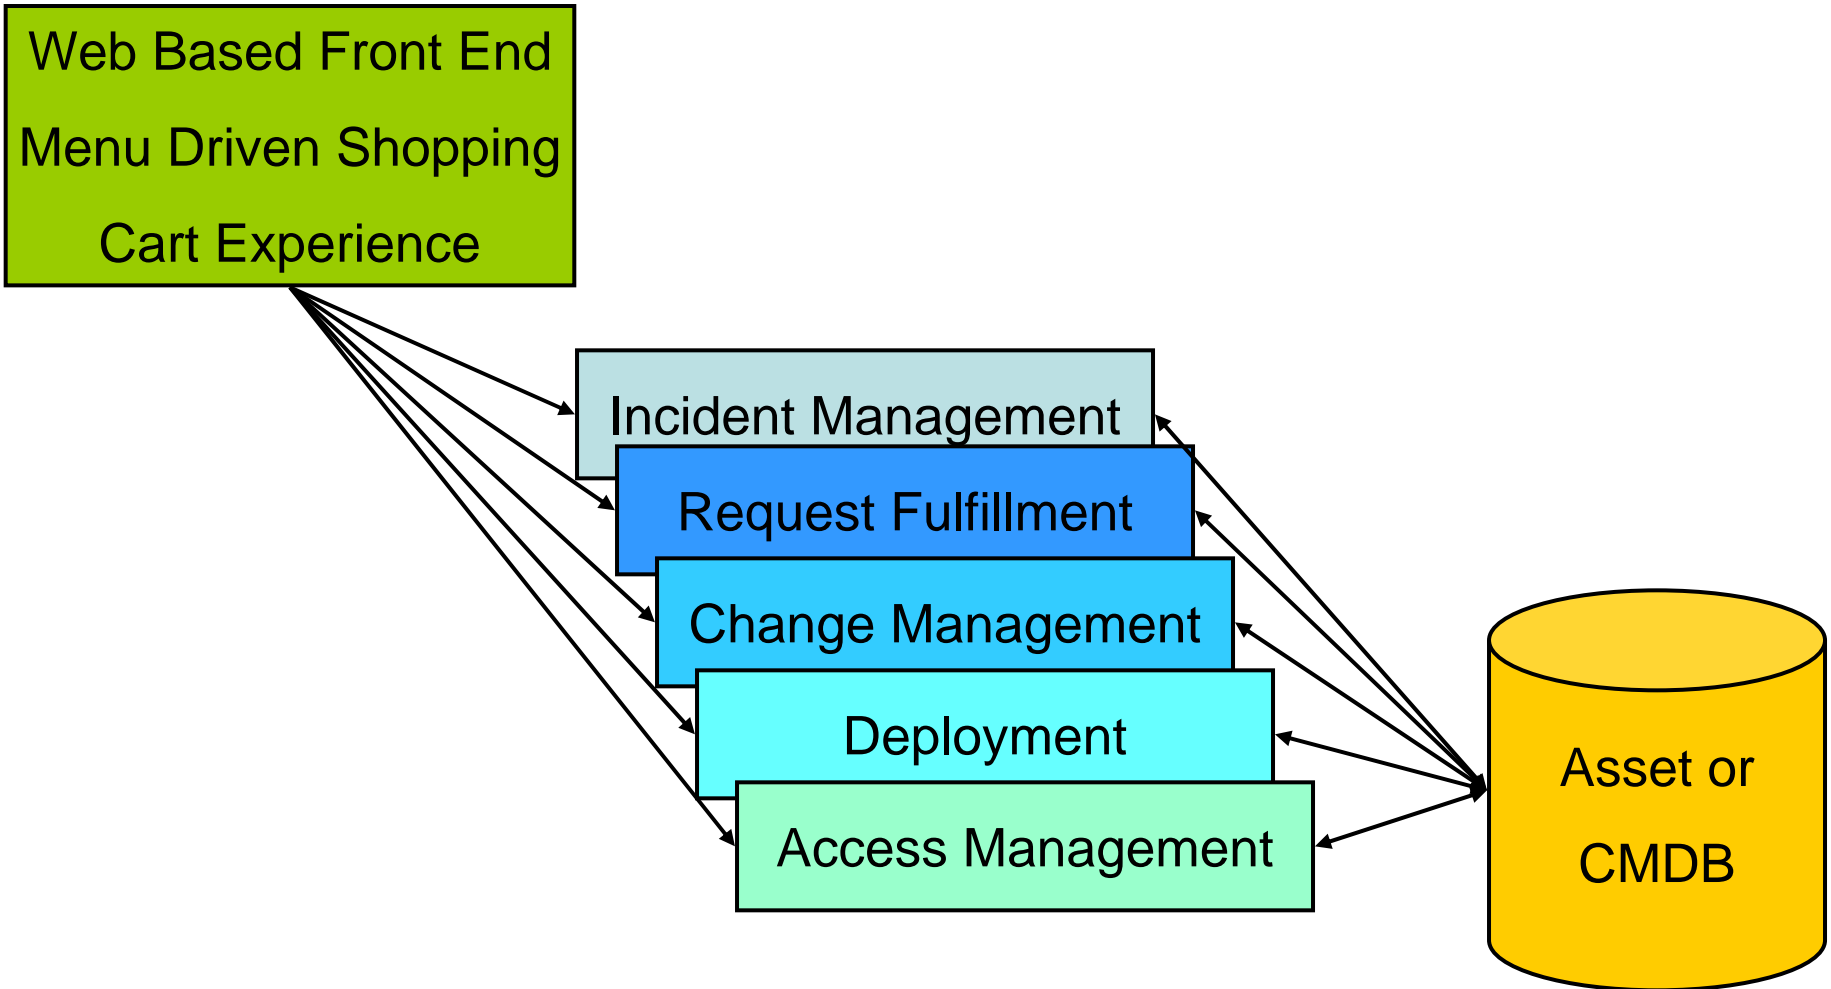 Web Based Front End
Menu Driven Shopping
Cart Experience
Incident Management
Request Fulfillment
Change Management
Deployment
Access Management
Asset or
CMDB